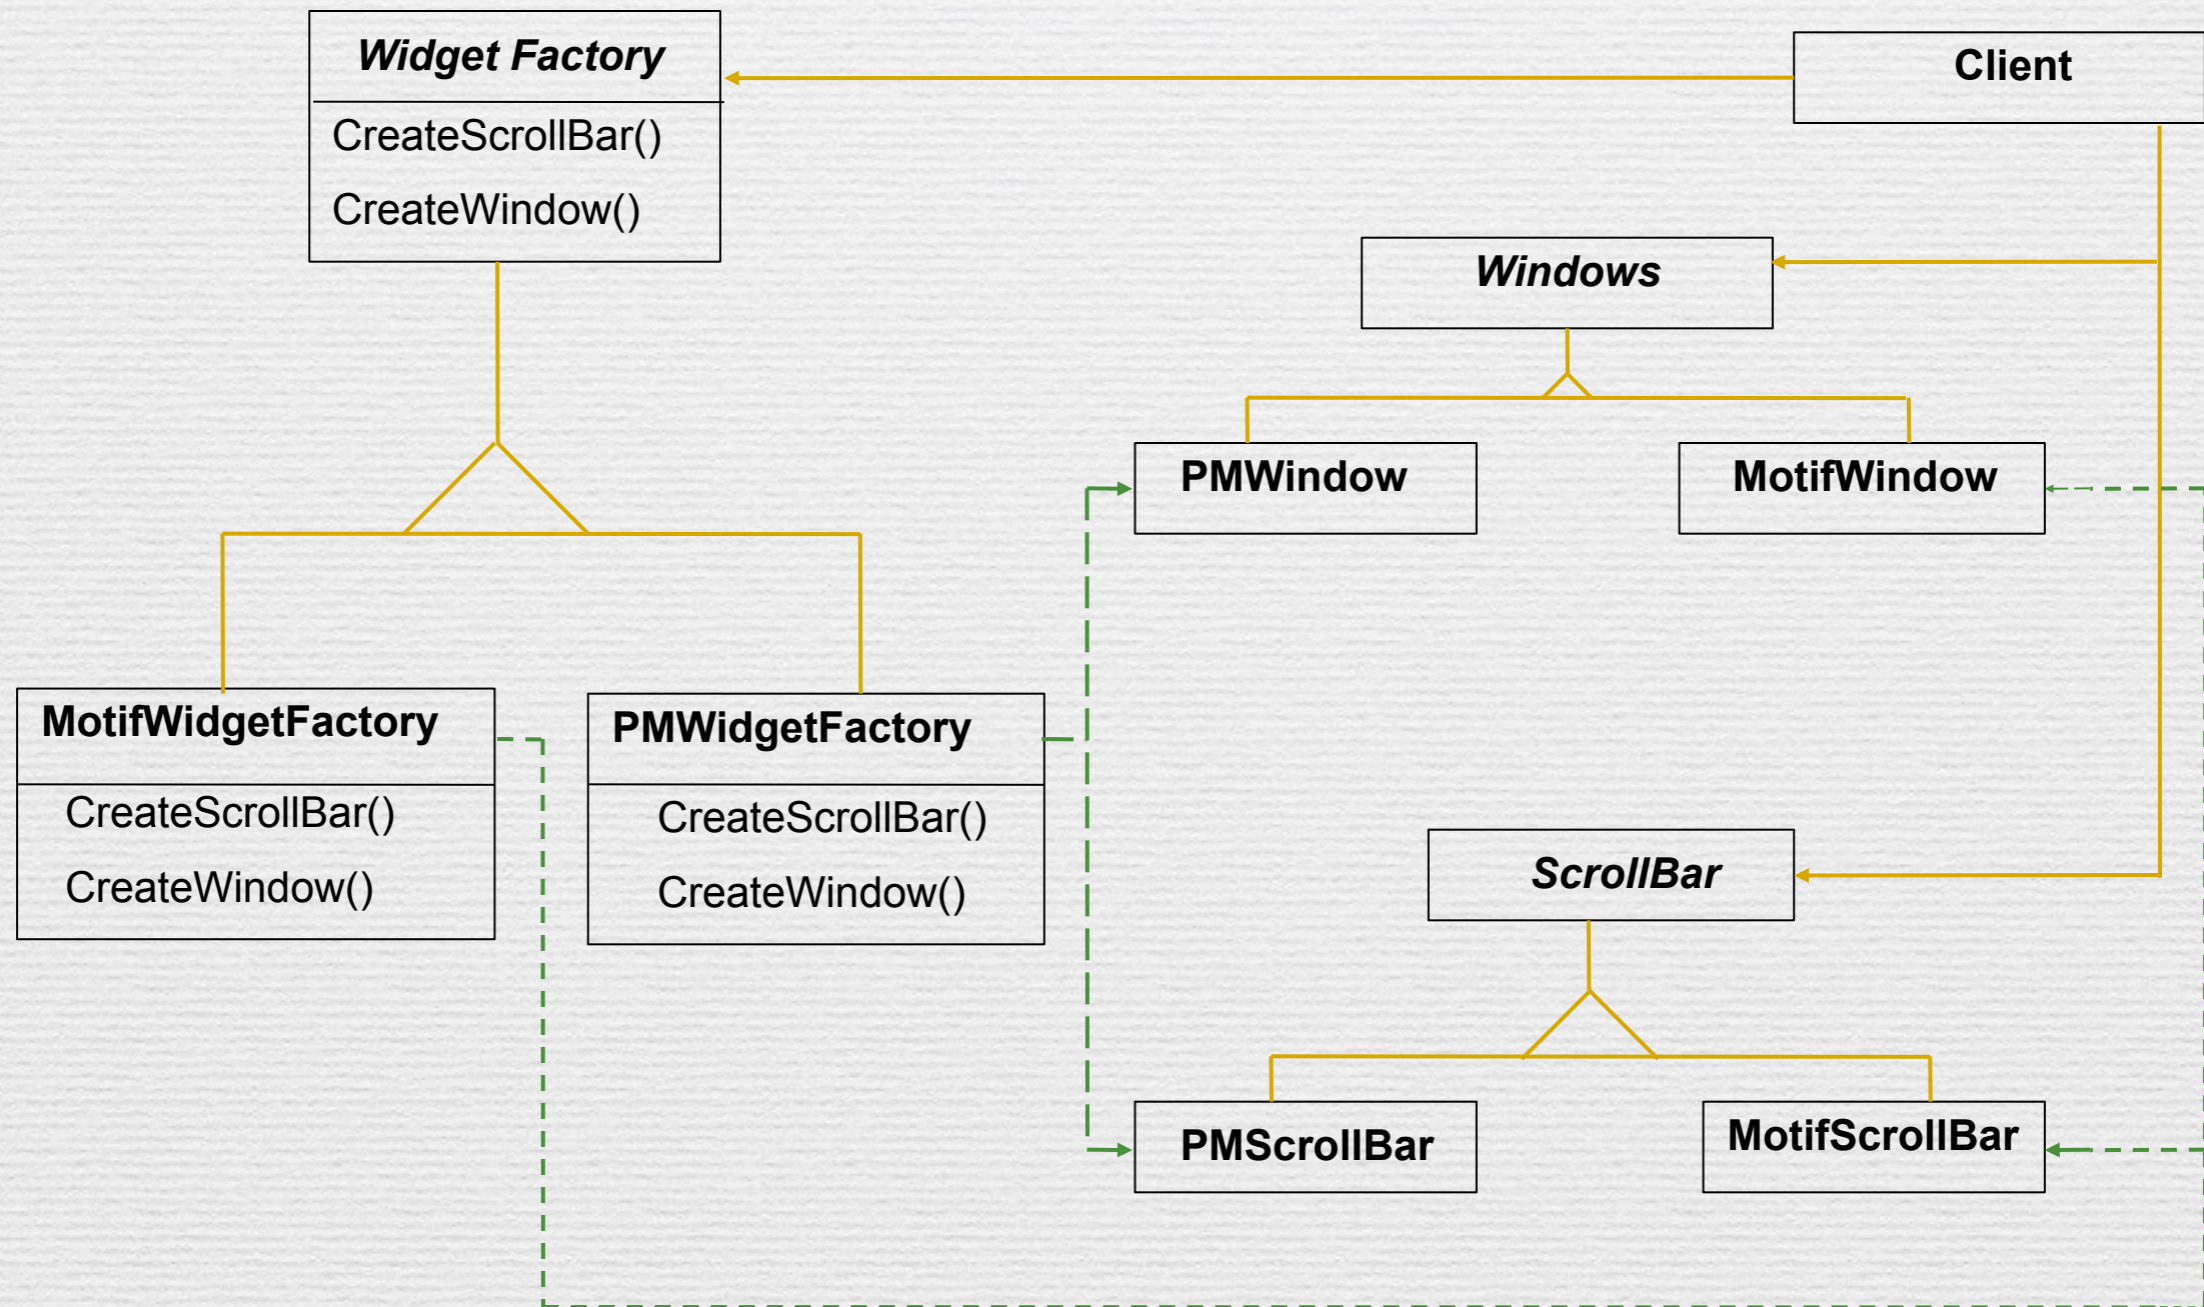 Widget Factory
CreateScrollBar()
CreateWindow()
Client
Windows
PMWindow
MotifWindow
MotifWidgetFactory
CreateScrollBar()
CreateWindow()
PMWidgetFactory
CreateScrollBar()
CreateWindow()
ScrollBar
PMScrollBar
MotifScrollBar